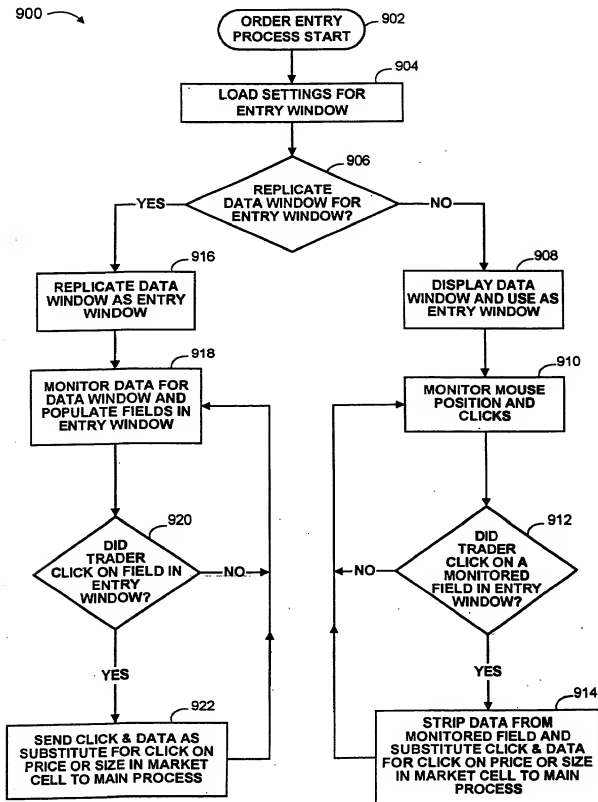 900
ORDER ENTRY
PROCESS START
902
904
LOAD SETTINGS FOR
ENTRY WINDOW
906
REPLICATE
DATA WINDOW FOR
ENTRY WINDOW?
YES
NO
916
REPLICATE DATA
WINDOW AS ENTRY
WINDOW
908
DISPLAY DATA
WINDOW AND USE AS
ENTRY WINDOW
918
MONITOR DATA FOR
DATA WINDOW AND
POPULATE FIELDS IN
ENTRY WINDOW
910
MONITOR MOUSE
POSITION AND
CLICKS
920
DID
TRADER
CLICK ON FIELD IN
ENTRY
WINDOW?
NO
912
DID
TRADER
CLICK ON A
MONITORED
FIELD IN ENTRY
WINDOW?
NO
YES
YES
922
SEND CLICK & DATA AS
SUBSTITUTE FOR CLICK ON
PRICE OR SIZE IN MARKET
CELL TO MAIN PROCESS
914
STRIP DATA FROM
MONITORED FIELD AND
SUBSTITUTE CLICK & DATA
FOR CLICK ON PRICE OR SIZE
IN MARKET CELL TO MAIN
PROCESS